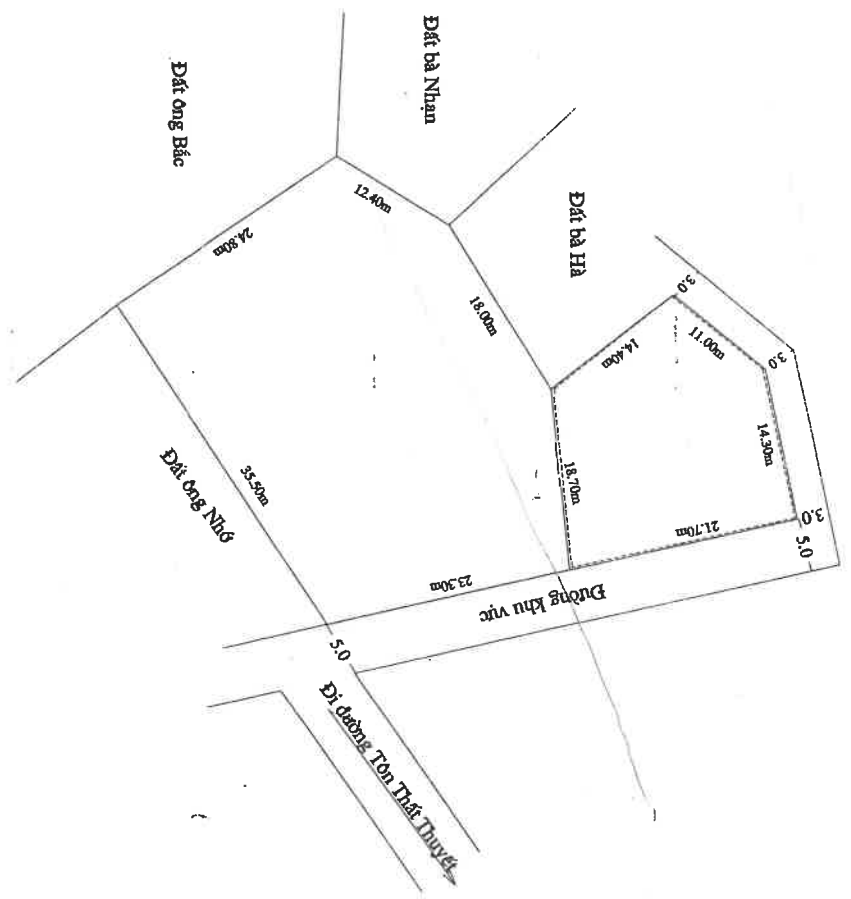 Đất bà Nhạn
Đất ông Bắc
12.40m
24.80m
Đất bà Hà
18.00m
3.0
11.00m
3.0
14.40m
14.30m
18.70m
21.70m
3.0
5.0
Đất ông Nhớ
35.50m
23.30m
Đường khu vực
5.0
Đi đường Tôn Thất Thuyết